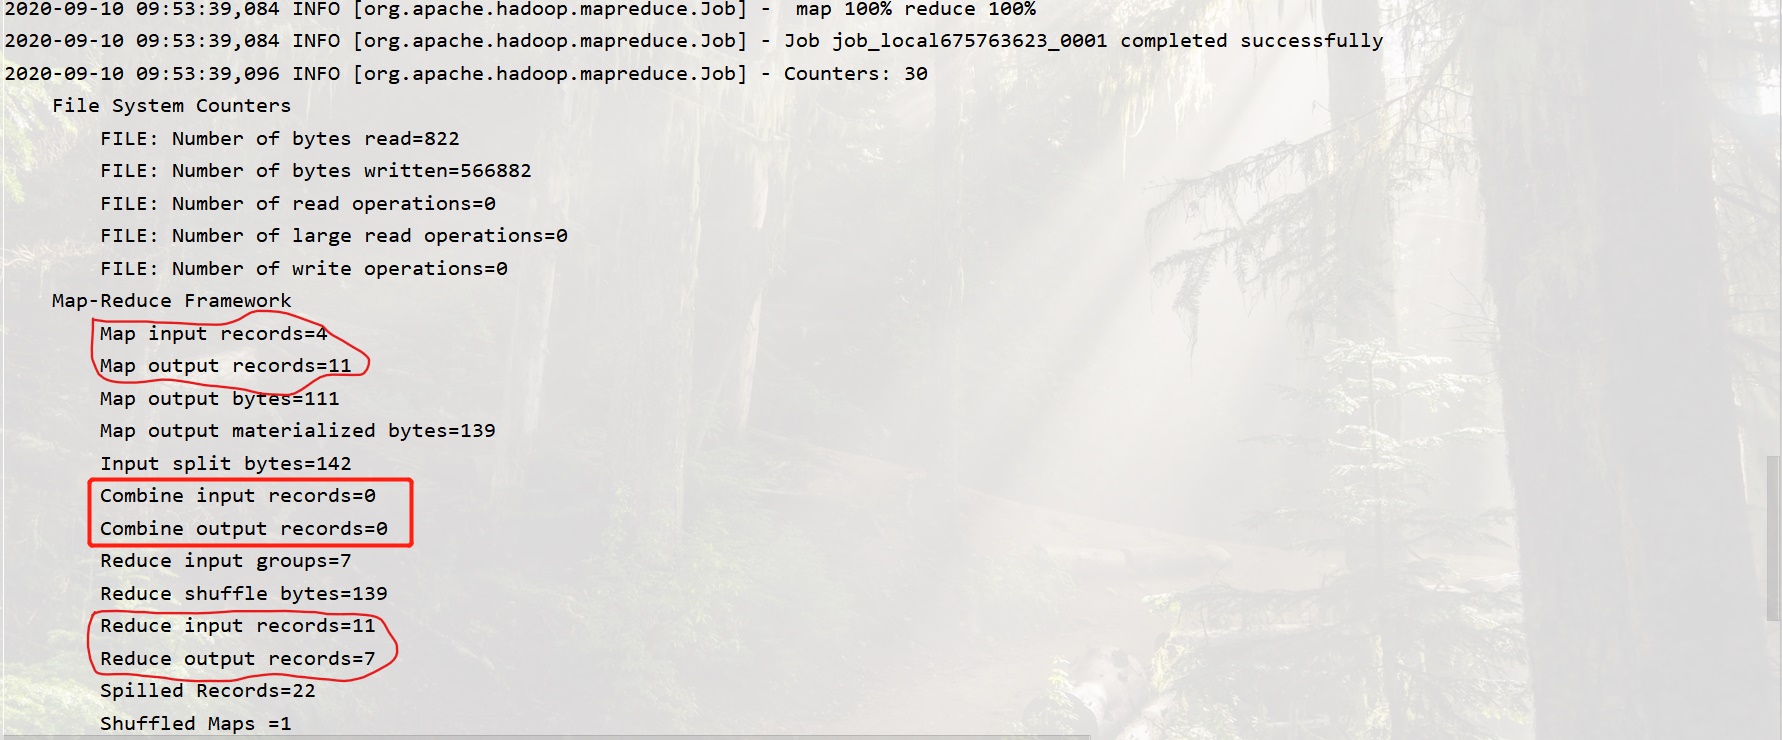 2020-09-10 09:53:39,084 INFO [org.apache.hadoop.mapreduce.Job] -  map 100% reduce 100%
2020-09-10 09:53:39,084 INFO [org.apache.hadoop.mapreduce.Job] - Job job_local675763623_0001 completed successfully
2020-09-10 09:53:39,096 INFO [org.apache.hadoop.mapreduce.Job] - Counters: 30
File System Counters
FILE: Number of bytes read=822
FILE: Number of bytes written=566882
FILE: Number of read operations=0
FILE: Number of large read operations=0
FILE: Number of write operations=0
Map-Reduce Framework
Map input records=4
Map output records=11
Map output bytes=111
Map output materialized bytes=139
Input split bytes=142
Combine input records=0
Combine output records=0
Reduce input groups=7
Reduce shuffle bytes=139
Reduce input records=11
Reduce output records=7
Spilled Records=22
Shuffled Maps =1